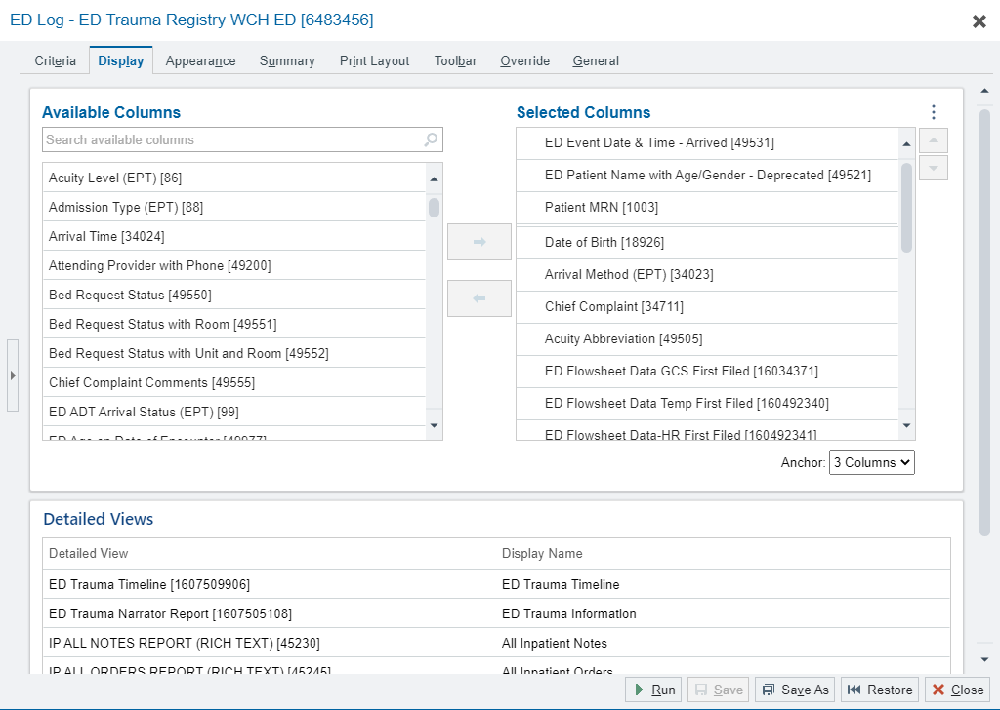 ED Log - ED Trauma Registry WCH ED [6483456]
Criteria Display Appearance Summary Print Layout Toolbar Override General
Available Columns
Search available columns
Acuity Level (EPT) [86]
Admission Type (EPT) [88]
Arrival Time [34024]
Attending Provider with Phone [49200]
Bed Request Status [49550]
Bed Request Status with Room [49551]
Bed Request Status with Unit and Room [49552]
Chief Complaint Comments [49555]
ED ADT Arrival Status (EPT) [99]
ED Age on Date of Encounter [49977]
Selected Columns
ED Event Date & Time - Arrived [49531]
ED Patient Name with Age/Gender - Deprecated [49521]
Patient MRN [1003]
Date of Birth [18926]
Arrival Method (EPT) [34023]
Chief Complaint [34711]
Acuity Abbreviation [49505]
ED Flowsheet Data GCS First Filed [16034371]
ED Flowsheet Data Temp First Filed [160492340]
ED Flowsheet Data-HR First Filed [160492341]
Anchor: 3 Columns
Detailed Views
Detailed View Display Name
ED Trauma Timeline [1607509906] ED Trauma Timeline
ED Trauma Narrator Report [1607505108] ED Trauma Information
IP ALL NOTES REPORT (RICH TEXT) [45230] All Inpatient Notes
IP ALL ORDERS REPORT (RICH TEXT) [45245] All Inpatient Orders
Run Save Save As Restore Close